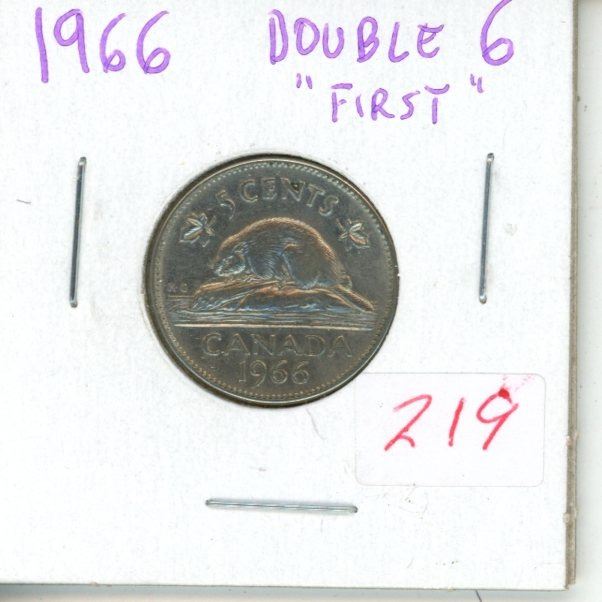 1966 DOUBLE 6
"FIRST"
5 CENTS
K·G
CANADA
1966
219